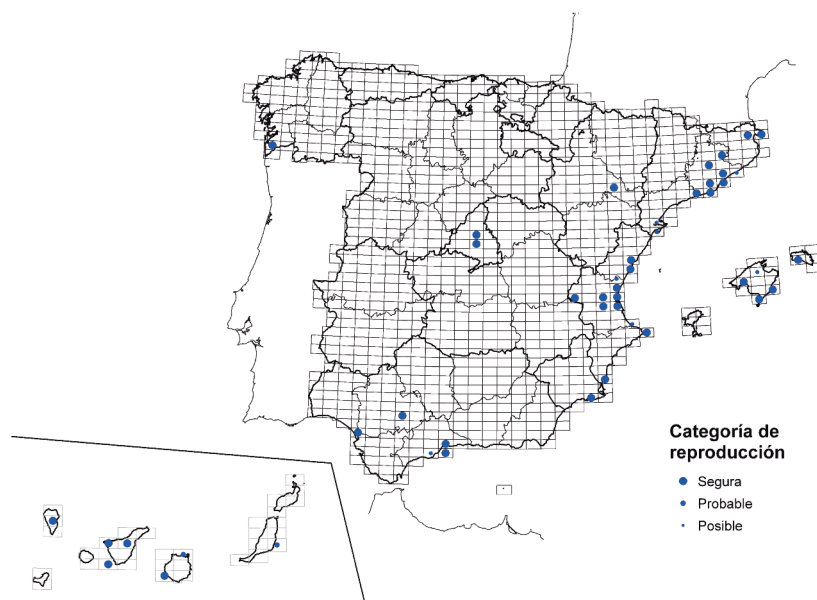 Categoría de
reproducción
Segura
Probable
Posible